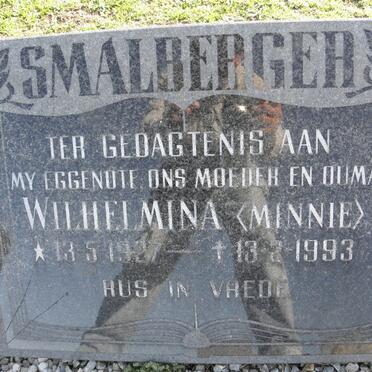 SMALBERGER
TER GEDAGTENIS AAN
MY EGGENOTE ONS MOEDER EN OUMA
WILHELMINA <MINNIE>
★ 13-5-192 — ✝ 13-2-1993
RUS IN VREDE